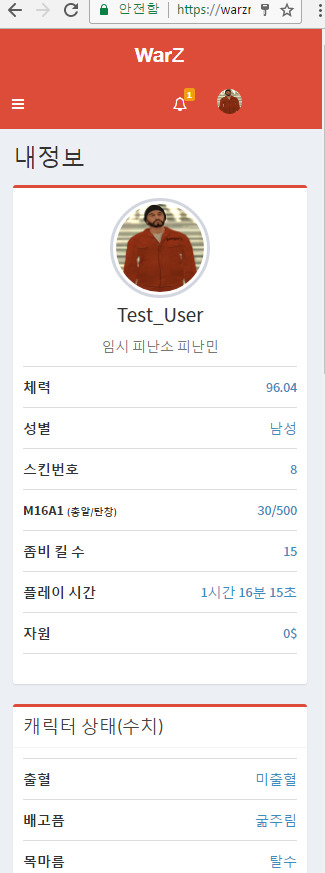 안전함 https://warzr
WarZ
1
내정보
Test_User
임시 피난소 피난민
체력 96.04
성별 남성
스킨번호 8
M16A1 (총알/탄창) 30/500
좀비 킬 수 15
플레이 시간 1시간 16분 15초
자원 0$
캐릭터 상태(수치)
출혈 미출혈
배고픔 굶주림
목마름 탈수